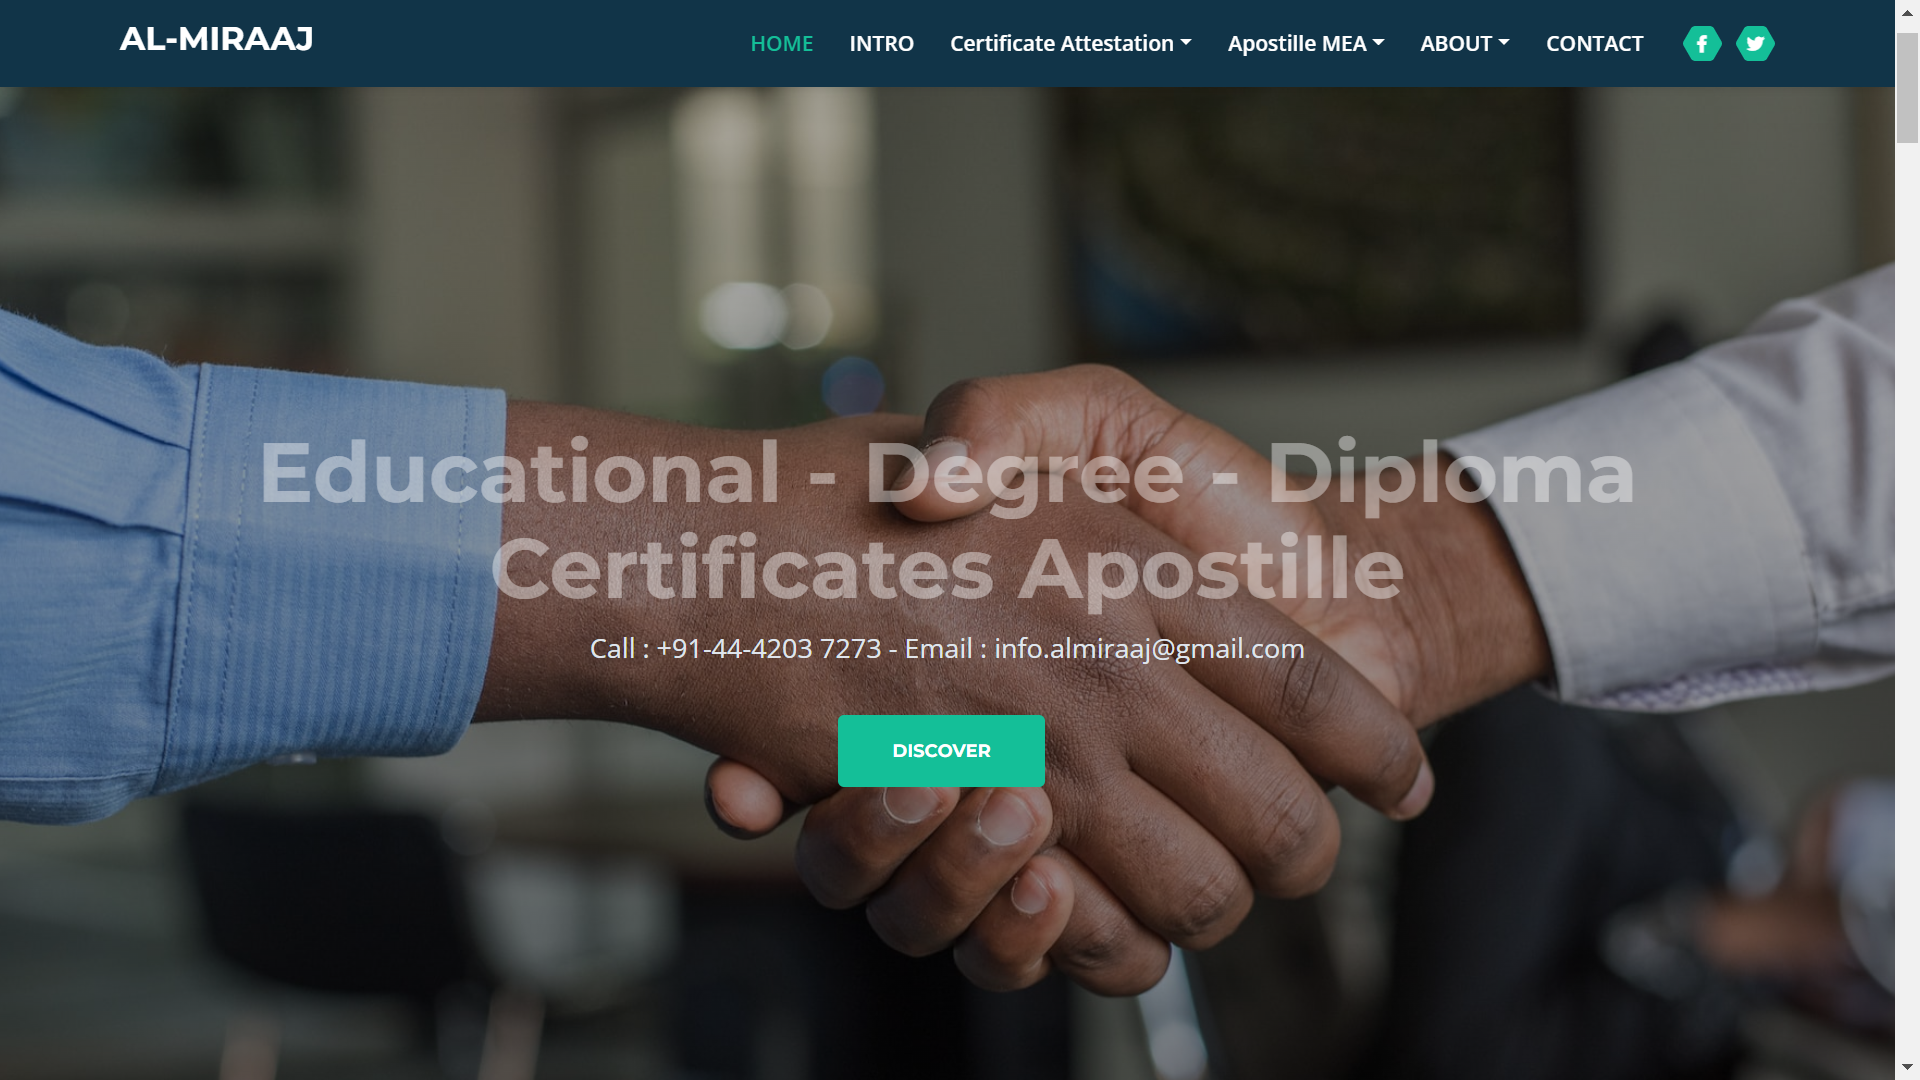 AL-MIRAAJ
HOME INTRO Certificate Attestation Apostille MEA ABOUT CONTACT
Educational - Degree - Diploma
Certificates Apostille
Call : +91-44-4203 7273 - Email : info.almiraaj@gmail.com
DISCOVER